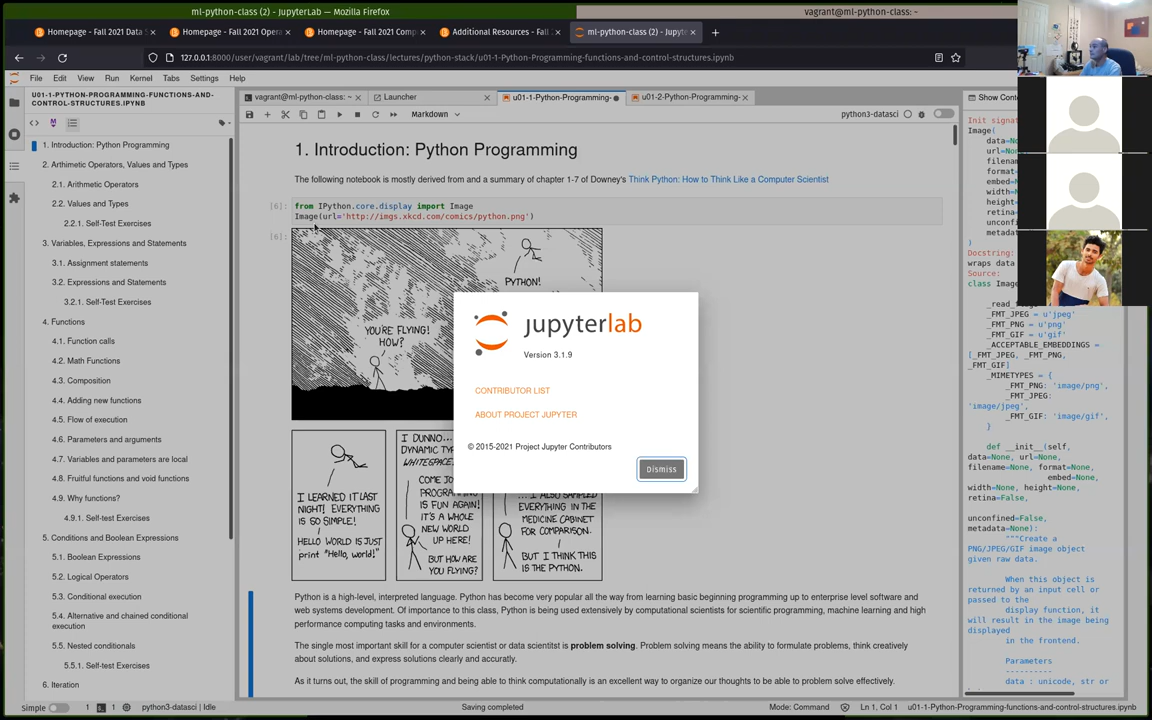 ml-python-class (2) - JupyterLab — Mozilla Firefox
vagrant@ml-python-class: ~
Homepage - Fall 2021 Data S
Homepage - Fall 2021 Opera
Homepage - Fall 2021 Comp
Additional Resources - Fall
ml-python-class (2) - Jupyte
127.0.0.1:8000/user/vagrant/lab/tree/ml-python-class/lectures/python-stack/u01-1-Python-Programming-functions-and-control-structures.ipynb
File Edit View Run Kernel Tabs Settings Help
U01-1-PYTHON-PROGRAMMING-FUNCTIONS-AND-
CONTROL-STRUCTURES.IPYNB
1. Introduction: Python Programming
2. Arthimetic Operators, Values and Types
2.1. Arithmetic Operators
2.2. Values and Types
2.2.1. Self-Test Exercises
3. Variables, Expressions and Statements
3.1. Assignment statements
3.2. Expressions and Statements
3.2.1. Self-Test Exercises
4. Functions
4.1. Function calls
4.2. Math Functions
4.3. Composition
4.4. Adding new functions
4.5. Flow of execution
4.6. Parameters and arguments
4.7. Variables and parameters are local
4.8. Fruitful functions and void functions
4.9. Why functions?
4.9.1. Self-test Exercises
5. Conditions and Boolean Expressions
5.1. Boolean Expressions
5.2. Logical Operators
5.3. Conditional execution
5.4. Alternative and chained conditional
execution
5.5. Nested conditionals
5.5.1. Self-test Exercises
6. Iteration
vagrant@ml-python-class: ~
Launcher
u01-1-Python-Programming-
u01-2-Python-Programming-
Markdown
python3-datasci
1. Introduction: Python Programming
The following notebook is mostly derived from and a summary of chapter 1-7 of Downey's Think Python: How to Think Like a Computer Scientist
[6]: from IPython.core.display import Image
Image(url='http://imgs.xkcd.com/comics/python.png')
[6]:
PYTHON!
YOU'RE FLYING!
HOW?
I LEARNED IT LAST
NIGHT! EVERYTHING
IS SO SIMPLE!
HELLO WORLD IS JUST
print "Hello, world!"
I DUNNO...
DYNAMIC TY
WHITESPACE
COME JO
PROGRAM
IS FUN AGAIN!
IT'S A WHOLE
NEW WORLD
UP HERE!
BUT HOW ARE
YOU FLYING?
... I ALSO SAMPLED
EVERYTHING IN THE
MEDICINE CABINET
FOR COMPARISON.
BUT I THINK THIS
IS THE PYTHON.
jupyterlab
Version 3.1.9
CONTRIBUTOR LIST
ABOUT PROJECT JUPYTER
© 2015-2021 Project Jupyter Contributors
Dismiss
Python is a high-level, interpreted language. Python has become very popular all the way from learning basic beginning programming up to enterprise level software and
web systems development. Of importance to this class, Python is being used extensively by computational scientists for scientific programming, machine learning and high
performance computing tasks and environments.
The single most important skill for a computer scientist or data scientist is problem solving. Problem solving means the ability to formulate problems, think creatively
about solutions, and express solutions clearly and accurately.
As it turns out, the skill of programming and being able to think computationally is an excellent way to organize our thoughts to be able to problem solve effectively.
Show Cont
Init signa
Image(
data=No
url=No
filenam
format=
embed=
width=
height=
retina=
unconfi
metadat
)
Docstring:
wraps data
Source:
class Imag
_read_f
_FMT_JPEG = u'jpeg'
_FMT_PNG = u'png'
_FMT_GIF = u'gif'
_ACCEPTABLE_EMBEDDINGS =
[_FMT_JPEG, _FMT_PNG,
_FMT_GIF]
_MIMETYPES = {
_FMT_PNG: 'image/png',
_FMT_JPEG:
'image/jpeg',
_FMT_GIF: 'image/gif',
}
def __init__(self,
data=None, url=None,
filename=None, format=None,
embed=None,
width=None, height=None,
retina=False,
unconfined=False,
metadata=None):
"""Create a
PNG/JPEG/GIF image object
given raw data.
When this object is
returned by an input cell or
passed to the
display function, it
will result in the image being
displayed
in the frontend.
Parameters
----------
data : unicode, str or
Simple
1
1
python3-datasci | Idle
Saving completed
Mode: Command
Ln 1, Col 1
u01-1-Python-Programming-functions-and-control-structures.ipynb